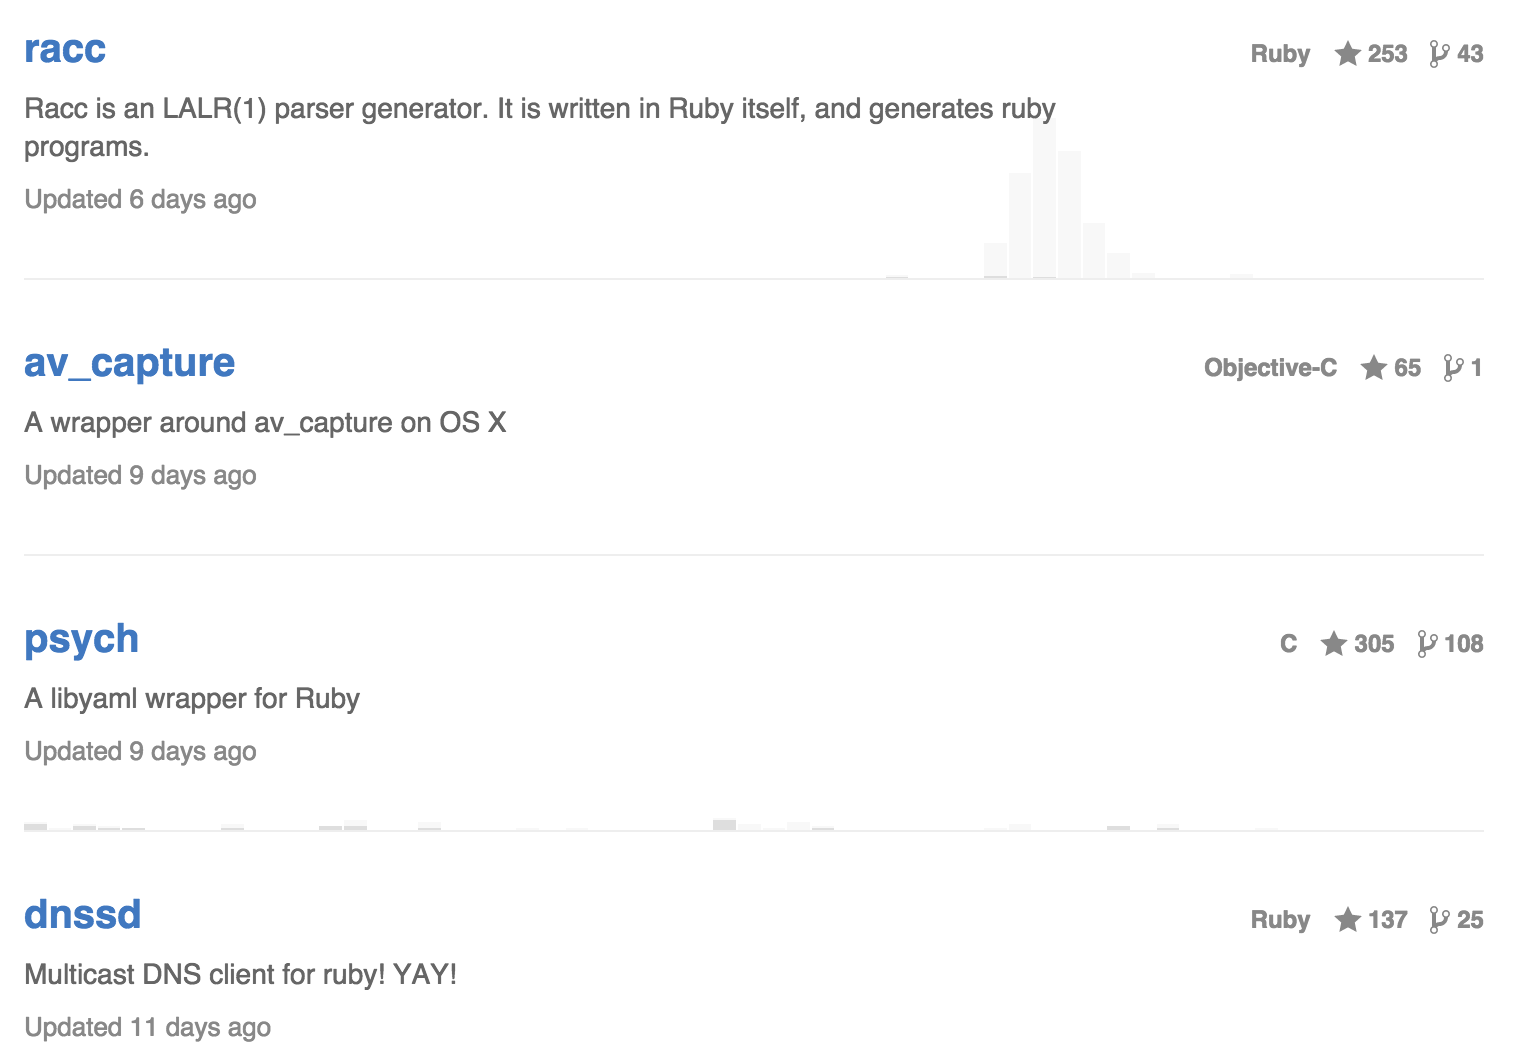 racc
Ruby 253 43
Racc is an LALR(1) parser generator. It is written in Ruby itself, and generates ruby
programs.
Updated 6 days ago
av_capture
Objective-C 65 1
A wrapper around av_capture on OS X
Updated 9 days ago
psych
C 305 108
A libyaml wrapper for Ruby
Updated 9 days ago
dnssd
Ruby 137 25
Multicast DNS client for ruby! YAY!
Updated 11 days ago